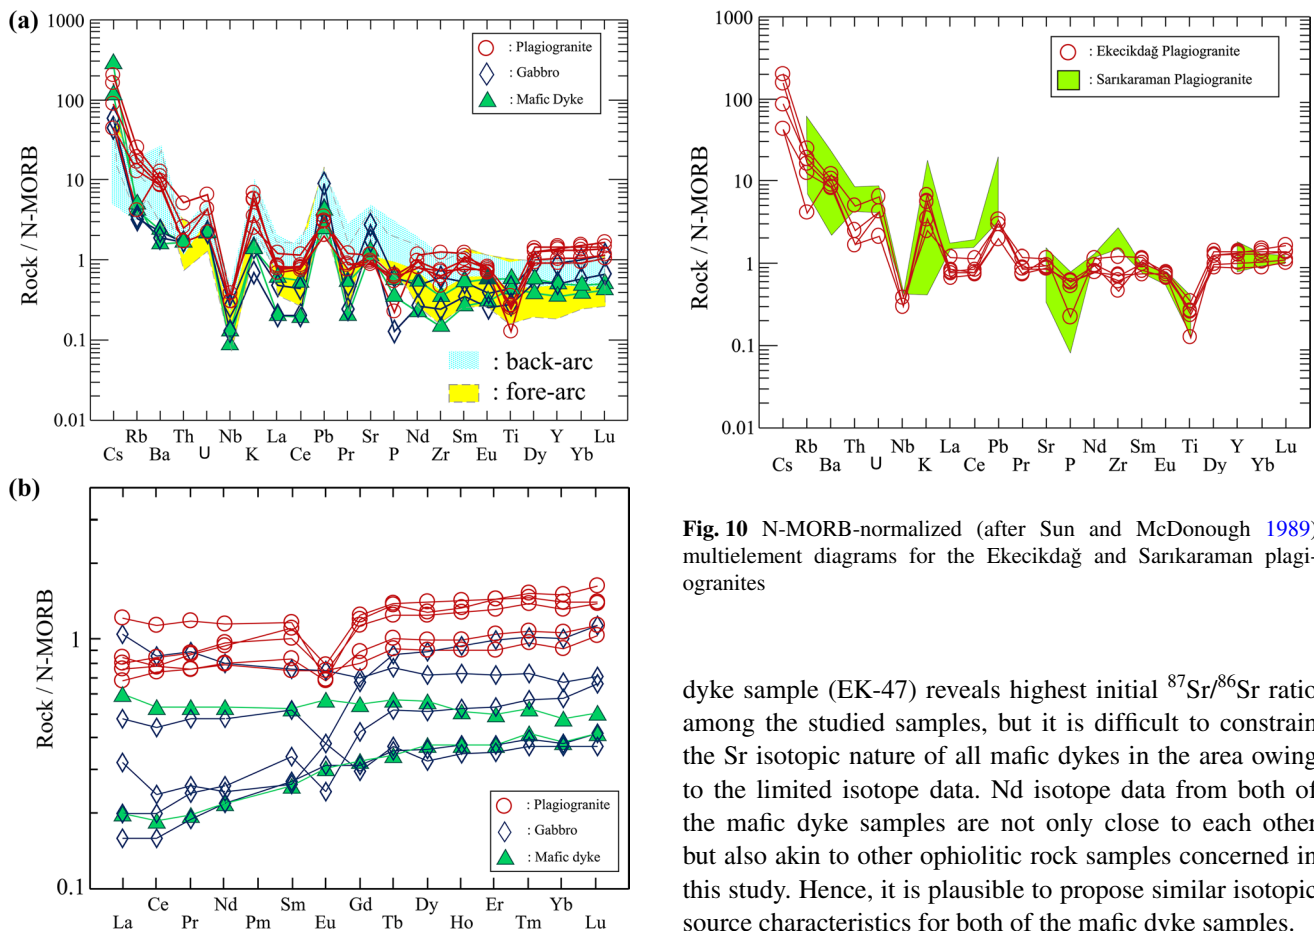 (a)
1000
100
10
1
0.1
0.01
Rock / N-MORB
: Plagiogranite
: Gabbro
: Mafic Dyke
: back-arc
: fore-arc
Rb Th Nb La Pb Sr Nd Sm Ti Y Lu
Cs Ba U K Ce Pr P Zr Eu Dy Yb
(b)
1
0.1
Rock / N-MORB
: Plagiogranite
: Gabbro
: Mafic dyke
Ce Nd Sm Gd Dy Er Yb
La Pr Pm Eu Tb Ho Tm Lu
1000
100
10
1
0.1
0.01
Rock / N-MORB
: Ekecikdağ Plagiogranite
: Sarıkaraman Plagiogranite
Rb Th Nb La Pb Sr Nd Sm Ti Y Lu
Cs Ba U K Ce Pr P Zr Eu Dy Yb
Fig. 10 N-MORB-normalized (after Sun and McDonough 1989)
multielement diagrams for the Ekecikdağ and Sarıkaraman plagi-
ogranites
dyke sample (EK-47) reveals highest initial ⁸⁷Sr/⁸⁶Sr ratio
among the studied samples, but it is difficult to constrain
the Sr isotopic nature of all mafic dykes in the area owing
to the limited isotope data. Nd isotope data from both of
the mafic dyke samples are not only close to each other
but also akin to other ophiolitic rock samples concerned in
this study. Hence, it is plausible to propose similar isotopic
source characteristics for both of the mafic dyke samples.